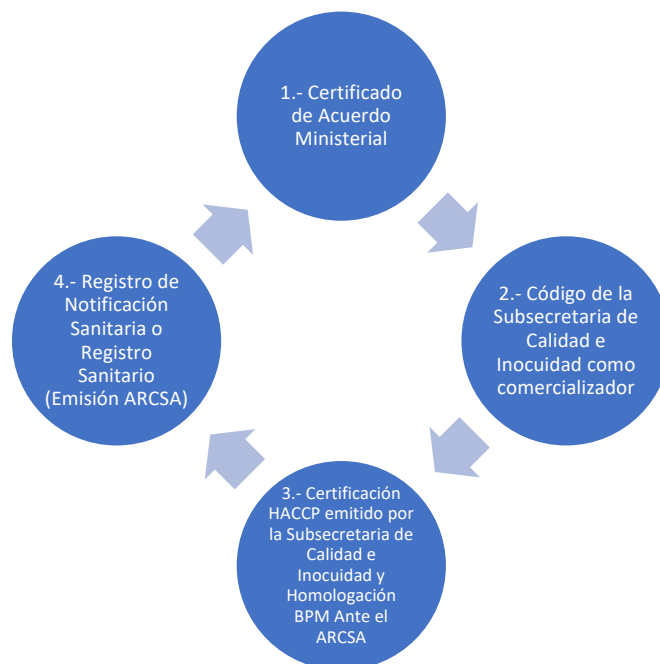 1.- Certificado
de Acuerdo
Ministerial
2.- Código de la
Subsecretaria de
Calidad e
Inocuidad como
comercializador
3.- Certificación
HACCP emitido por
la Subsecretaria de
Calidad e
Inocuidad y
Homologación
BPM Ante el
ARCSA
4.- Registro de
Notificación
Sanitaria o
Registro
Sanitario
(Emisión ARCSA)